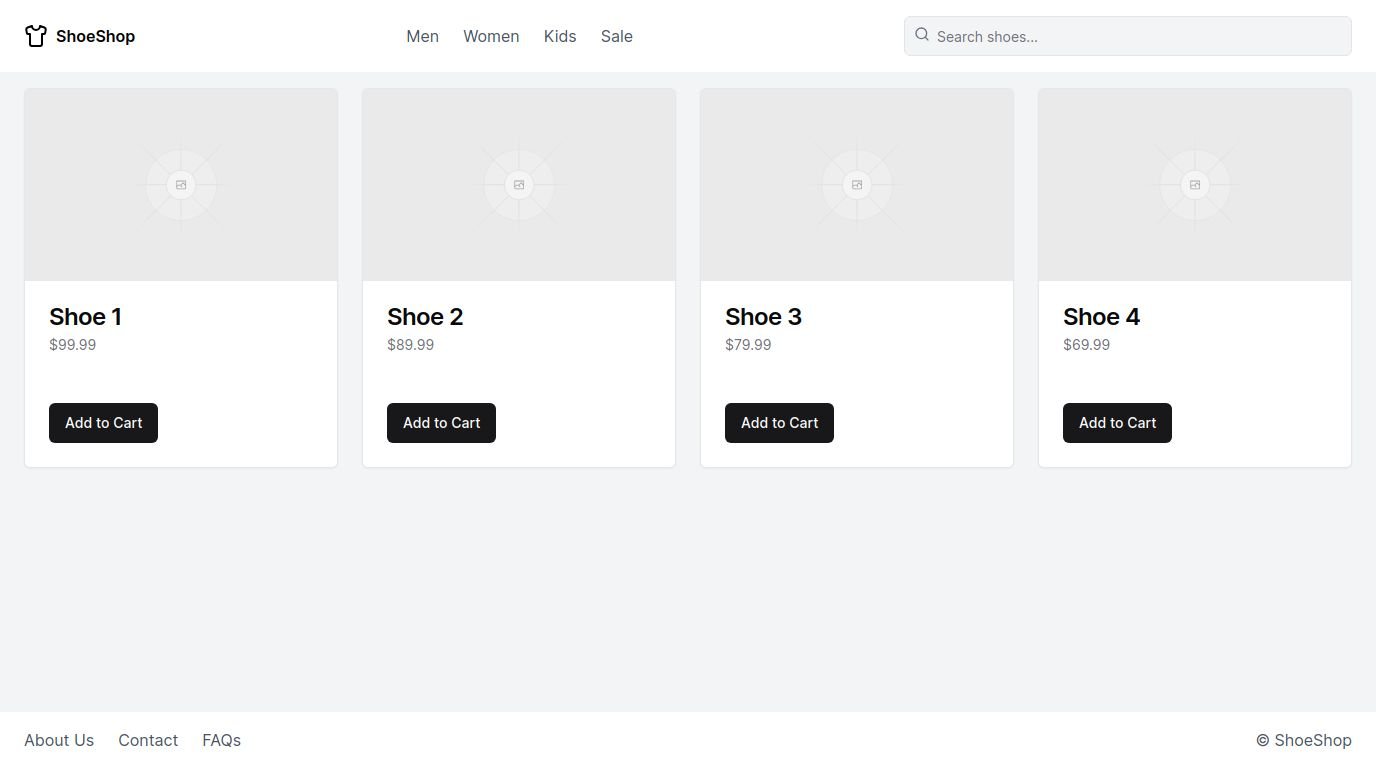 ShoeShop
Men Women Kids Sale
Search shoes...
Shoe 1
$99.99
Add to Cart
Shoe 2
$89.99
Add to Cart
Shoe 3
$79.99
Add to Cart
Shoe 4
$69.99
Add to Cart
About Us Contact FAQs
© ShoeShop